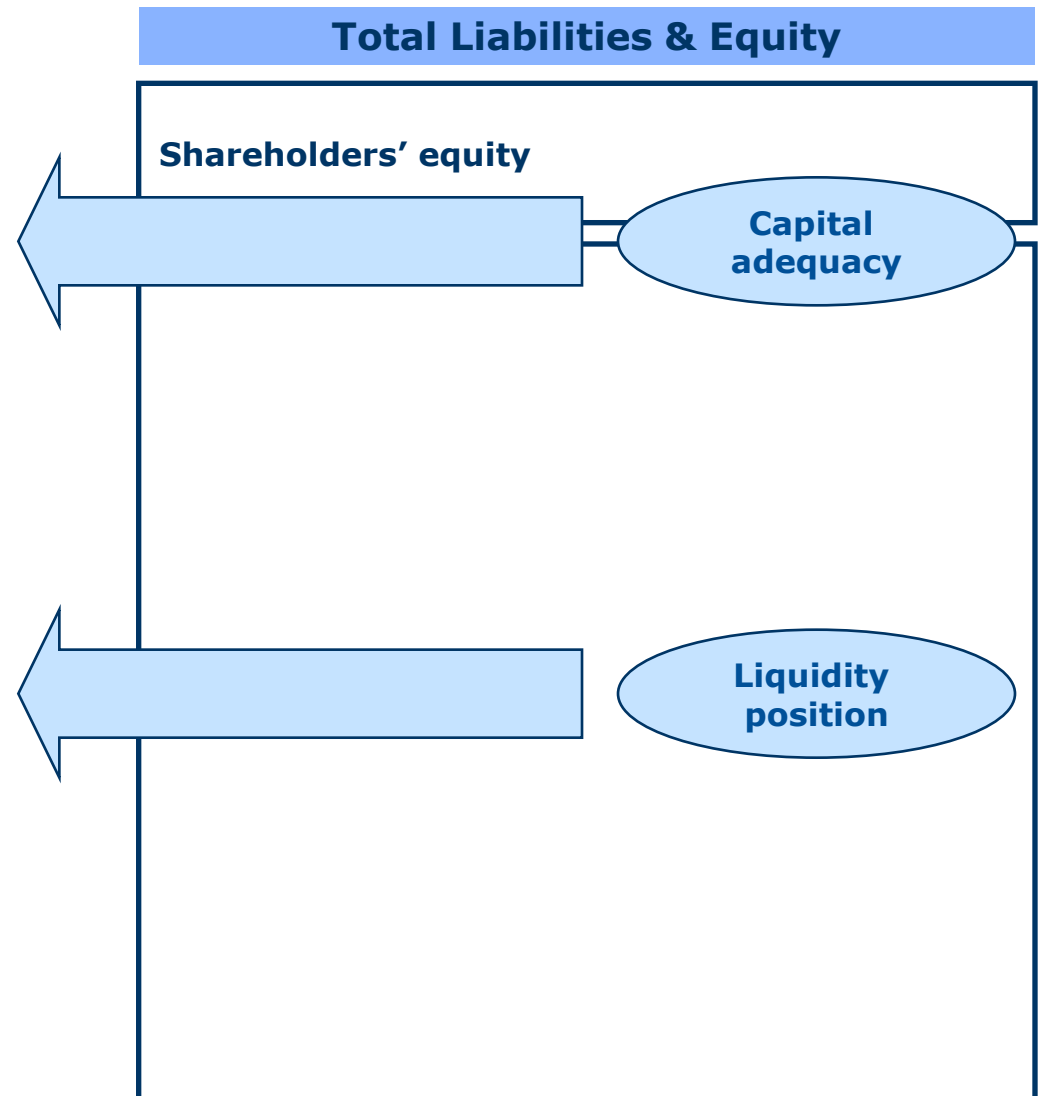 Total Liabilities & Equity
Shareholders’ equity
Capital
adequacy
Liquidity
position